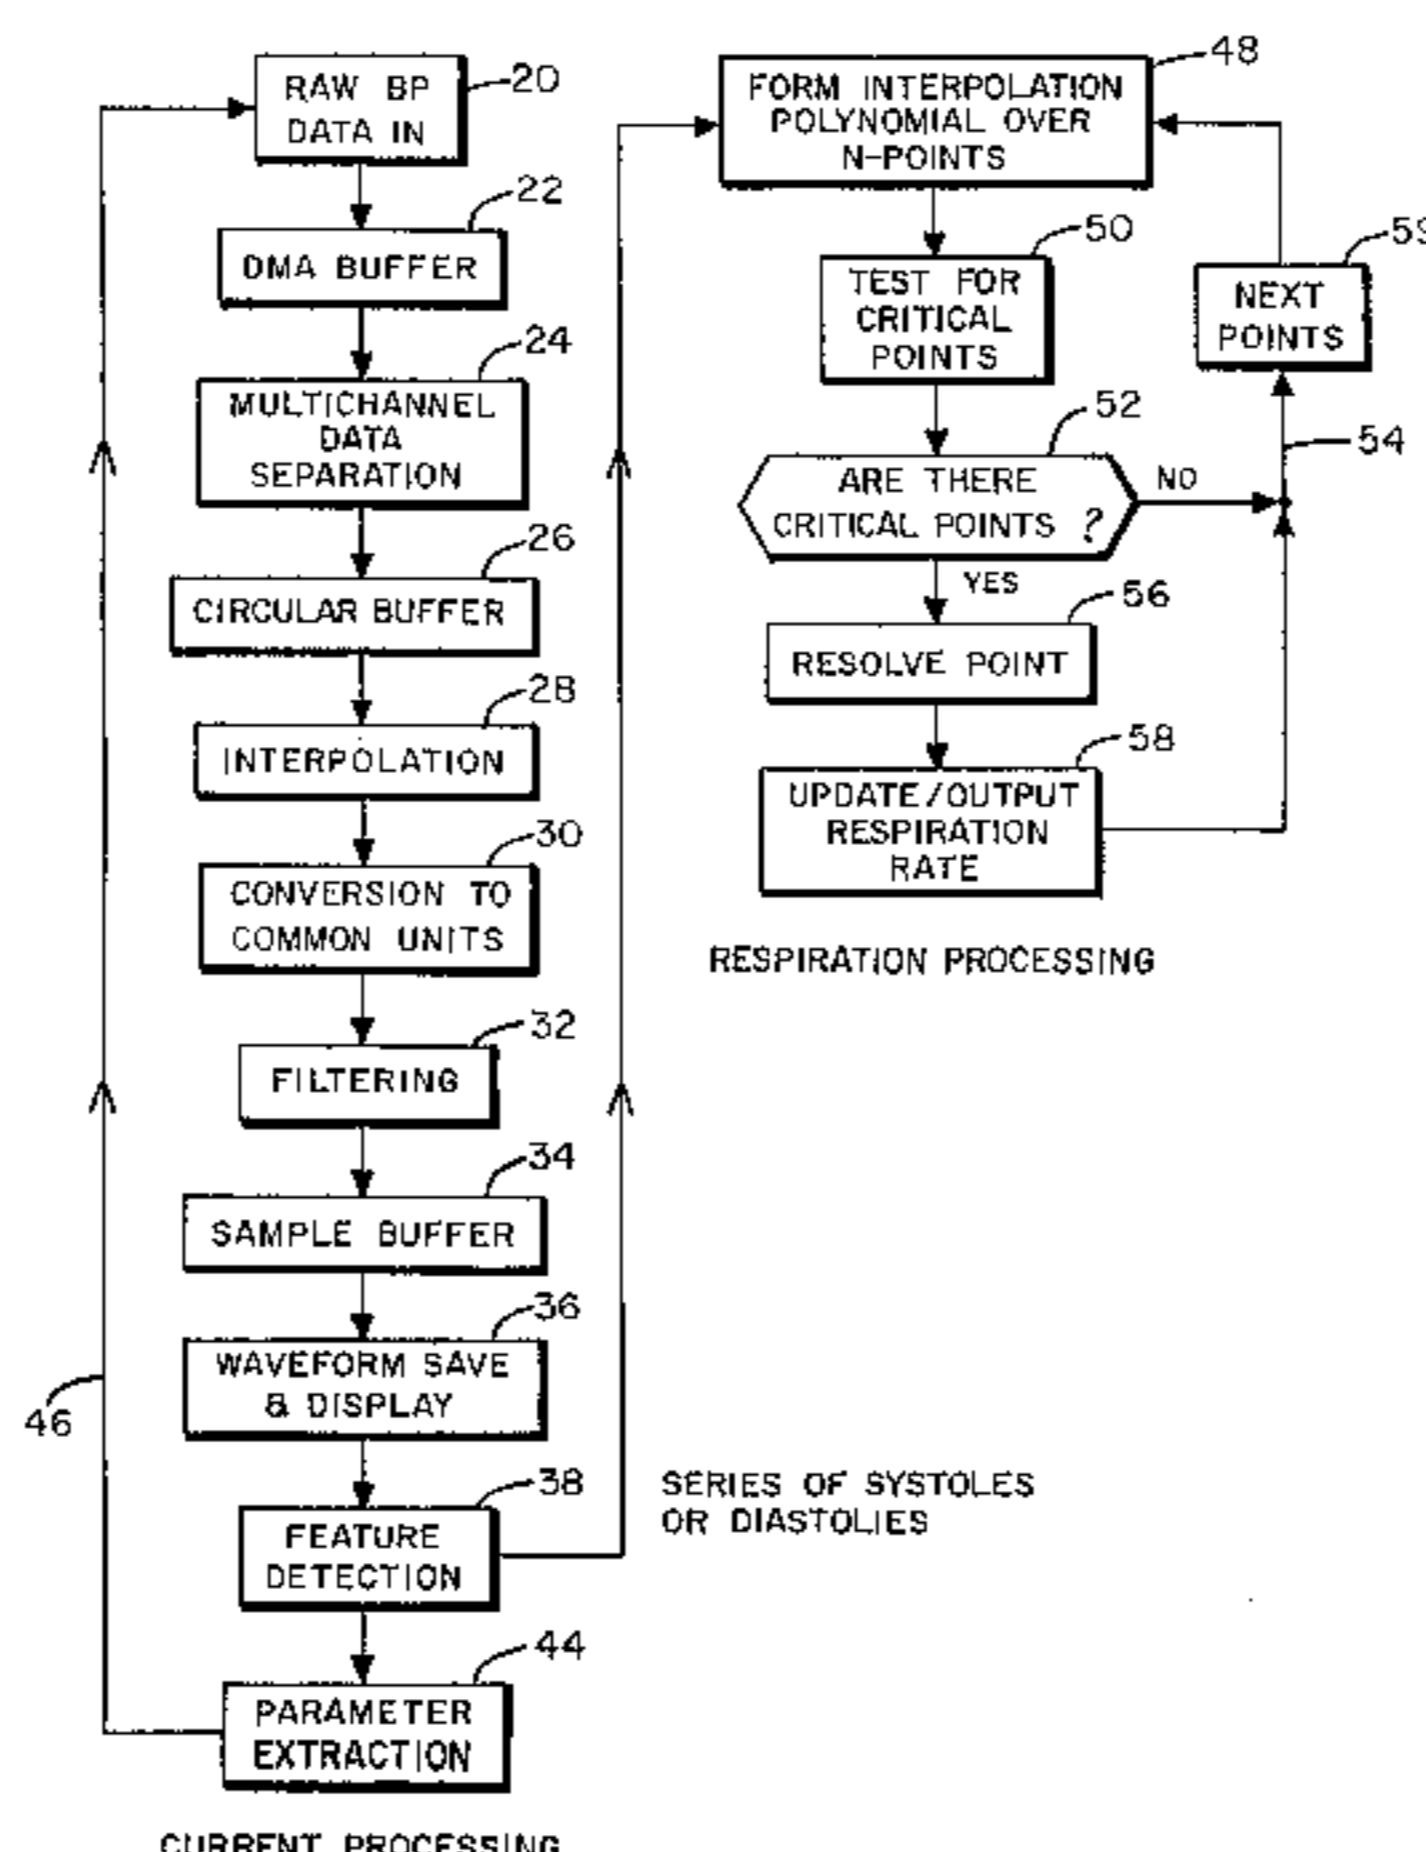 RAW BP
DATA IN
20
22
DMA BUFFER
24
MULTICHANNEL
DATA
SEPARATION
26
CIRCULAR BUFFER
28
INTERPOLATION
30
CONVERSION TO
COMMON UNITS
32
FILTERING
34
SAMPLE BUFFER
36
WAVEFORM SAVE
& DISPLAY
46
38
FEATURE
DETECTION
44
PARAMETER
EXTRACTION
CURRENT PROCESSING
48
FORM INTERPOLATION
POLYNOMIAL OVER
N-POINTS
50
TEST FOR
CRITICAL
POINTS
59
NEXT
POINTS
52
54
ARE THERE
CRITICAL POINTS ?
NO
YES
56
RESOLVE POINT
58
UPDATE/OUTPUT
RESPIRATION
RATE
RESPIRATION PROCESSING
SERIES OF SYSTOLES
OR DIASTOLIES